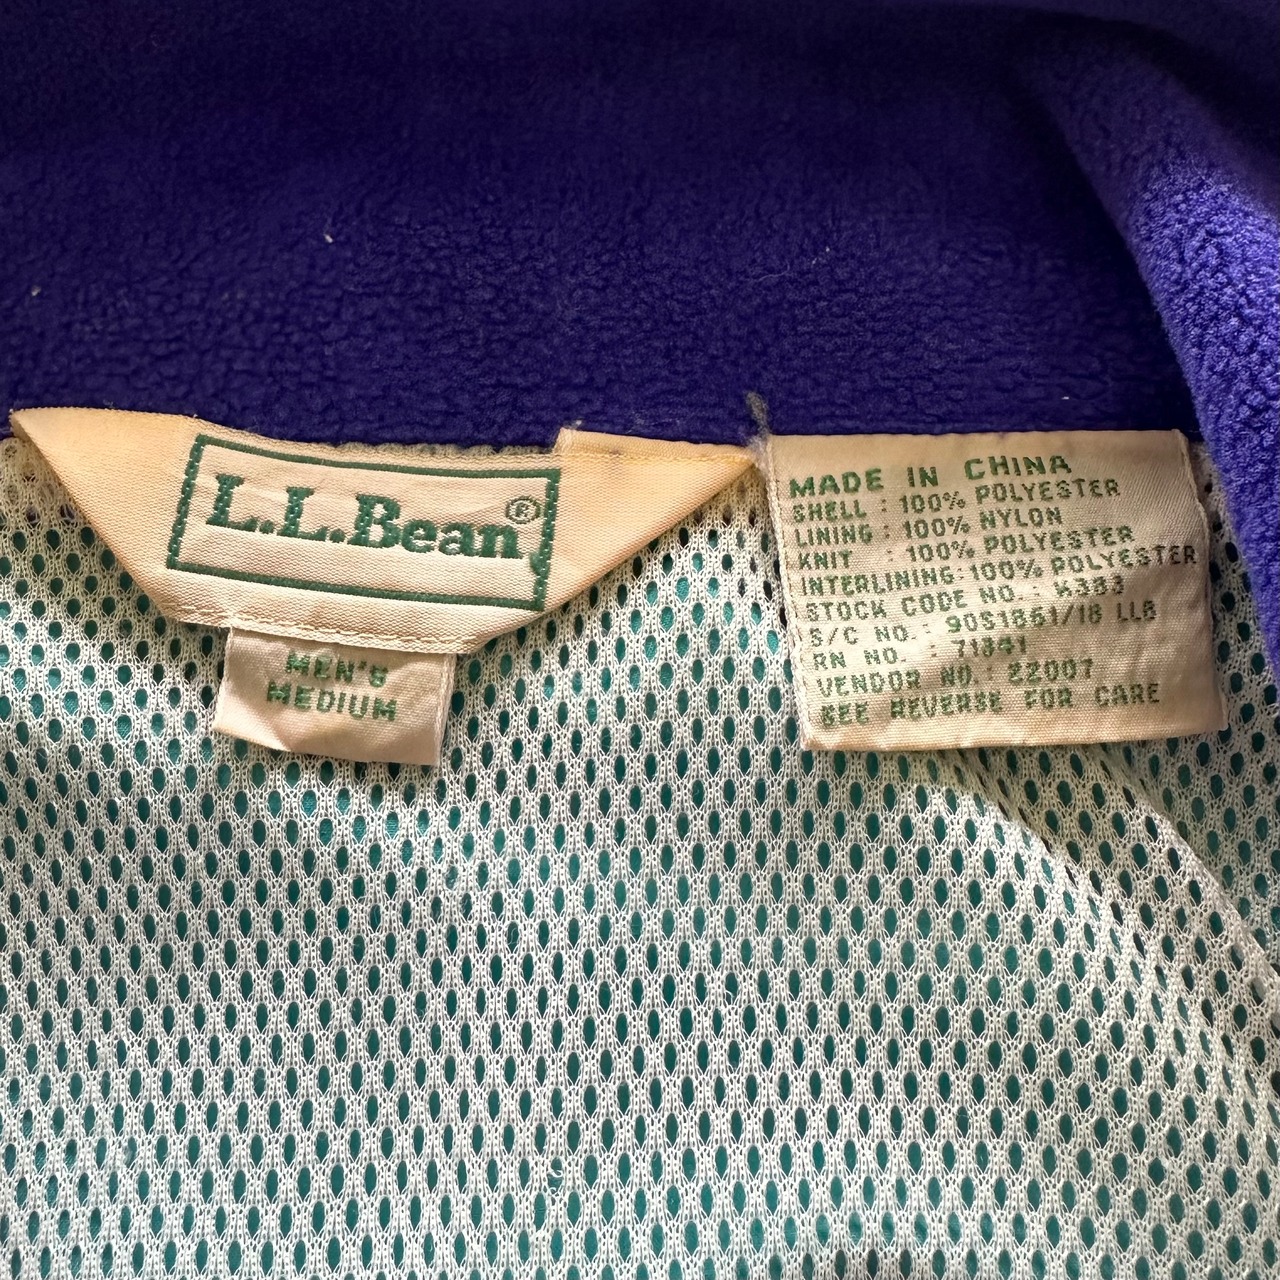 L.L.Bean®
MEN'S
MEDIUM
MADE IN CHINA
SHELL : 100% POLYESTER
LINING : 100% NYLON
KNIT : 100% POLYESTER
INTERLINING:100% POLYESTER
STOCK CODE NO. : K383
S/C NO. : 90S1861/18 LLB
RN NO. : 71341
VENDOR NO. : 22007
SEE REVERSE FOR CARE